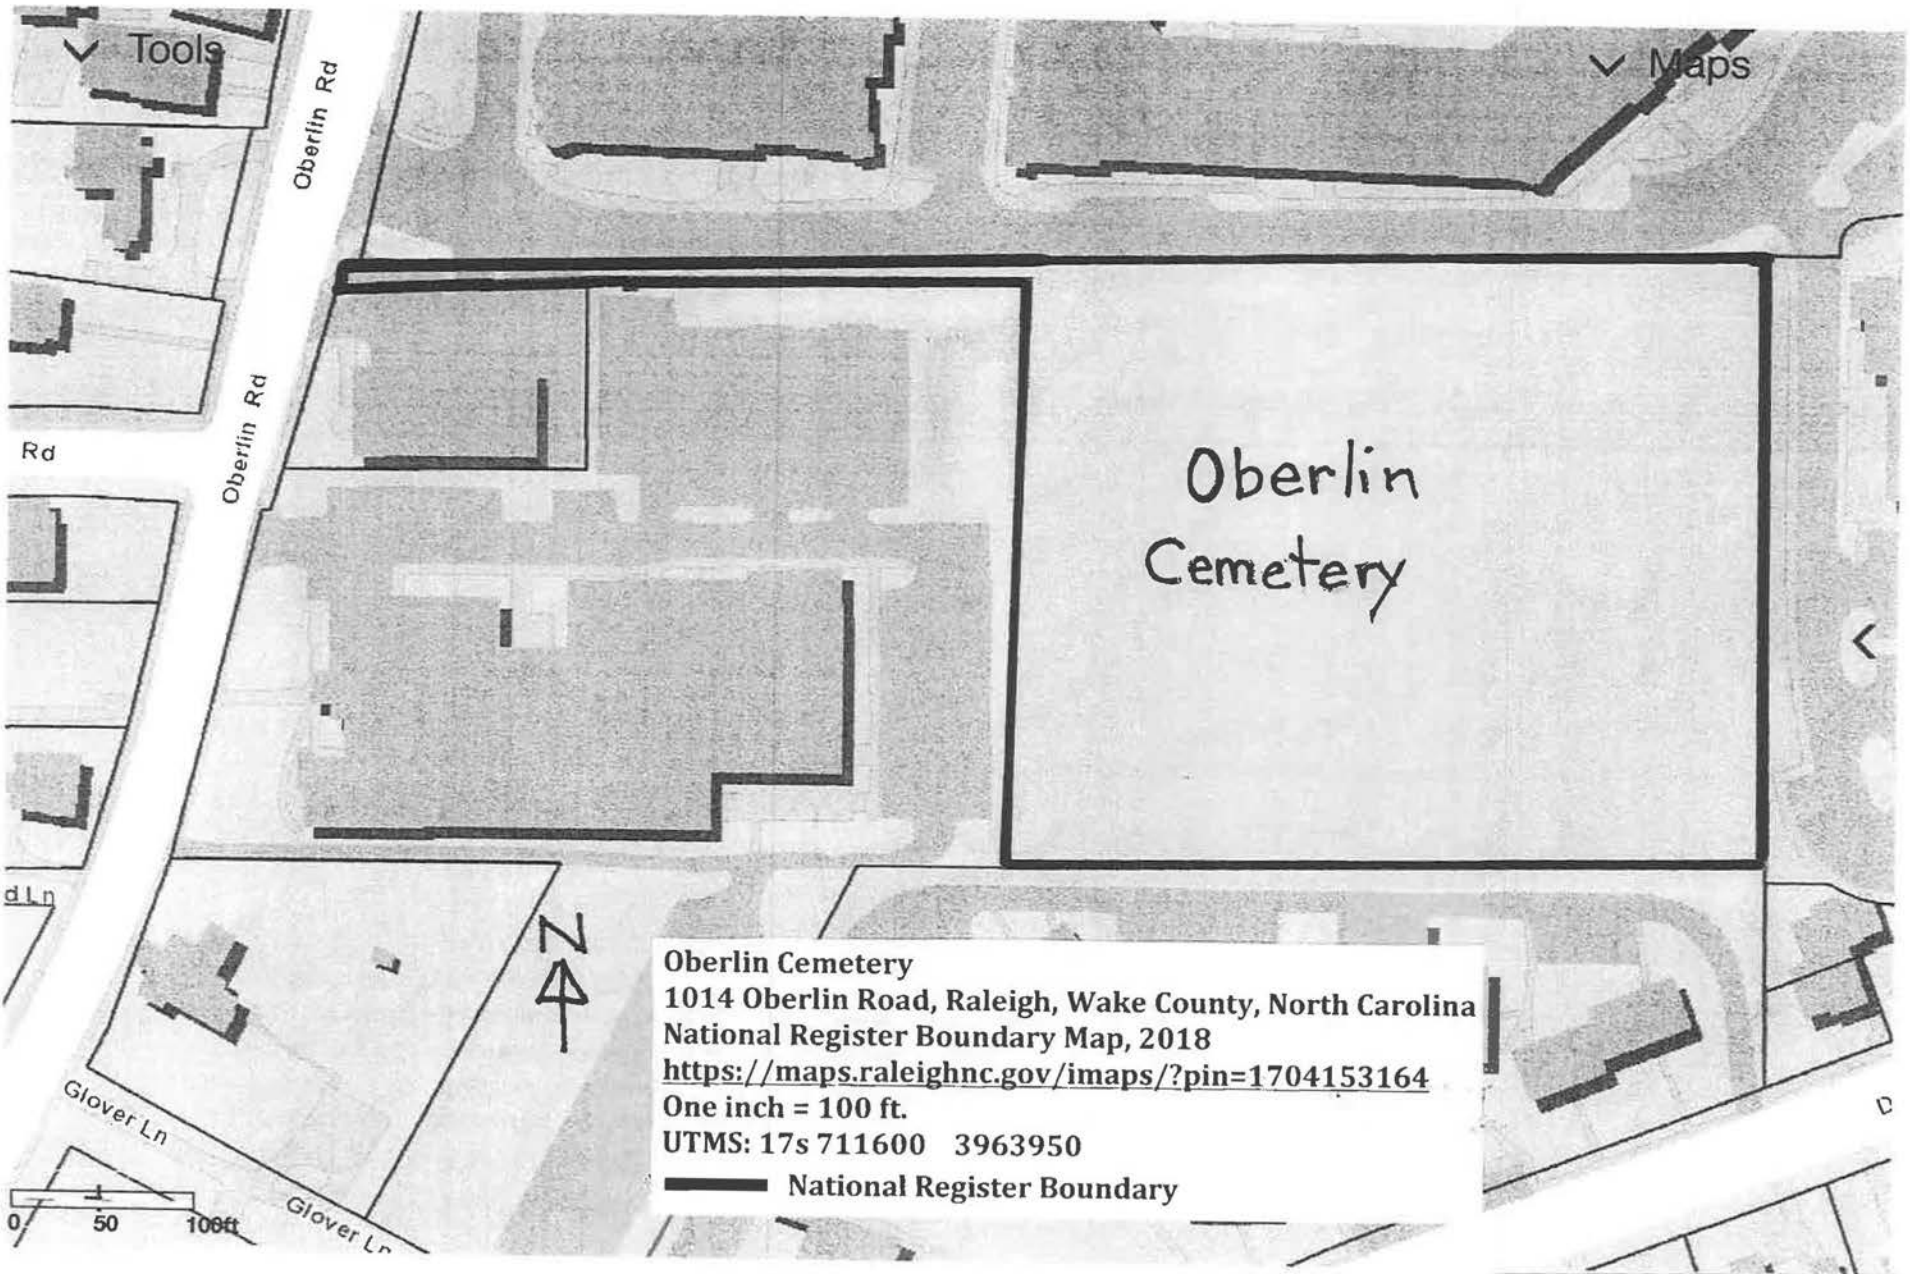 Tools
Maps
Oberlin Rd
Oberlin Rd
Rd
Oberlin
Cemetery
d Ln
N
Oberlin Cemetery
1014 Oberlin Road, Raleigh, Wake County, North Carolina
National Register Boundary Map, 2018
https://maps.raleighnc.gov/imaps/?pin=1704153164
One inch = 100 ft.
UTMS: 17s 711600 3963950
National Register Boundary
Glover Ln
Glover Ln
D
0 50 100ft